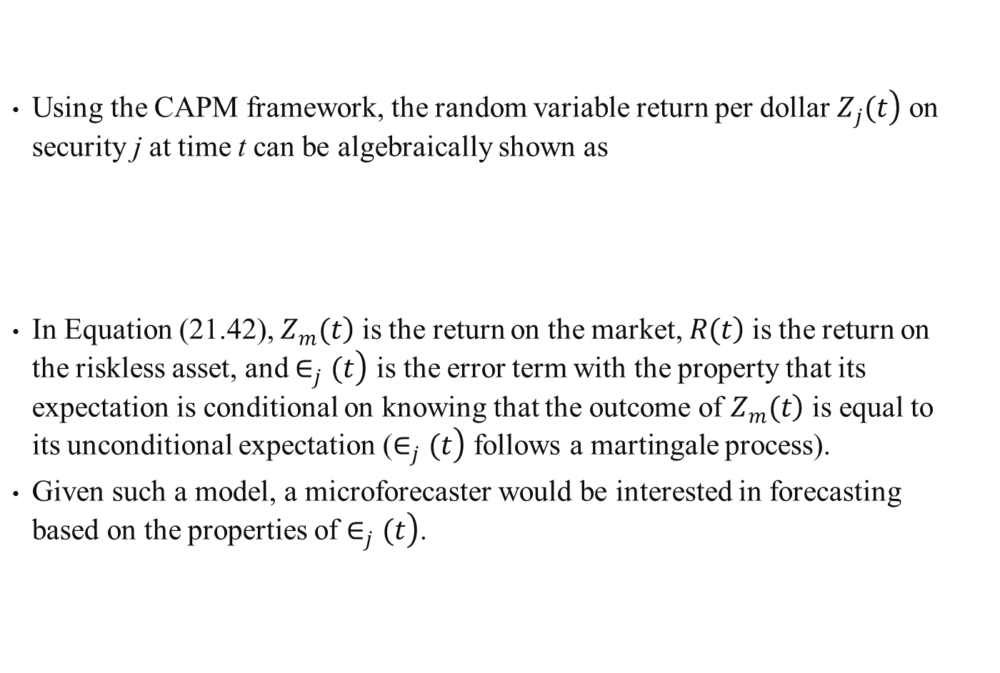 • Using the CAPM framework, the random variable return per dollar Z_j(t) on
security j at time t can be algebraically shown as
• In Equation (21.42), Z_m(t) is the return on the market, R(t) is the return on
the riskless asset, and ∈_j (t) is the error term with the property that its
expectation is conditional on knowing that the outcome of Z_m(t) is equal to
its unconditional expectation (∈_j (t) follows a martingale process).
• Given such a model, a microforecaster would be interested in forecasting
based on the properties of ∈_j (t).